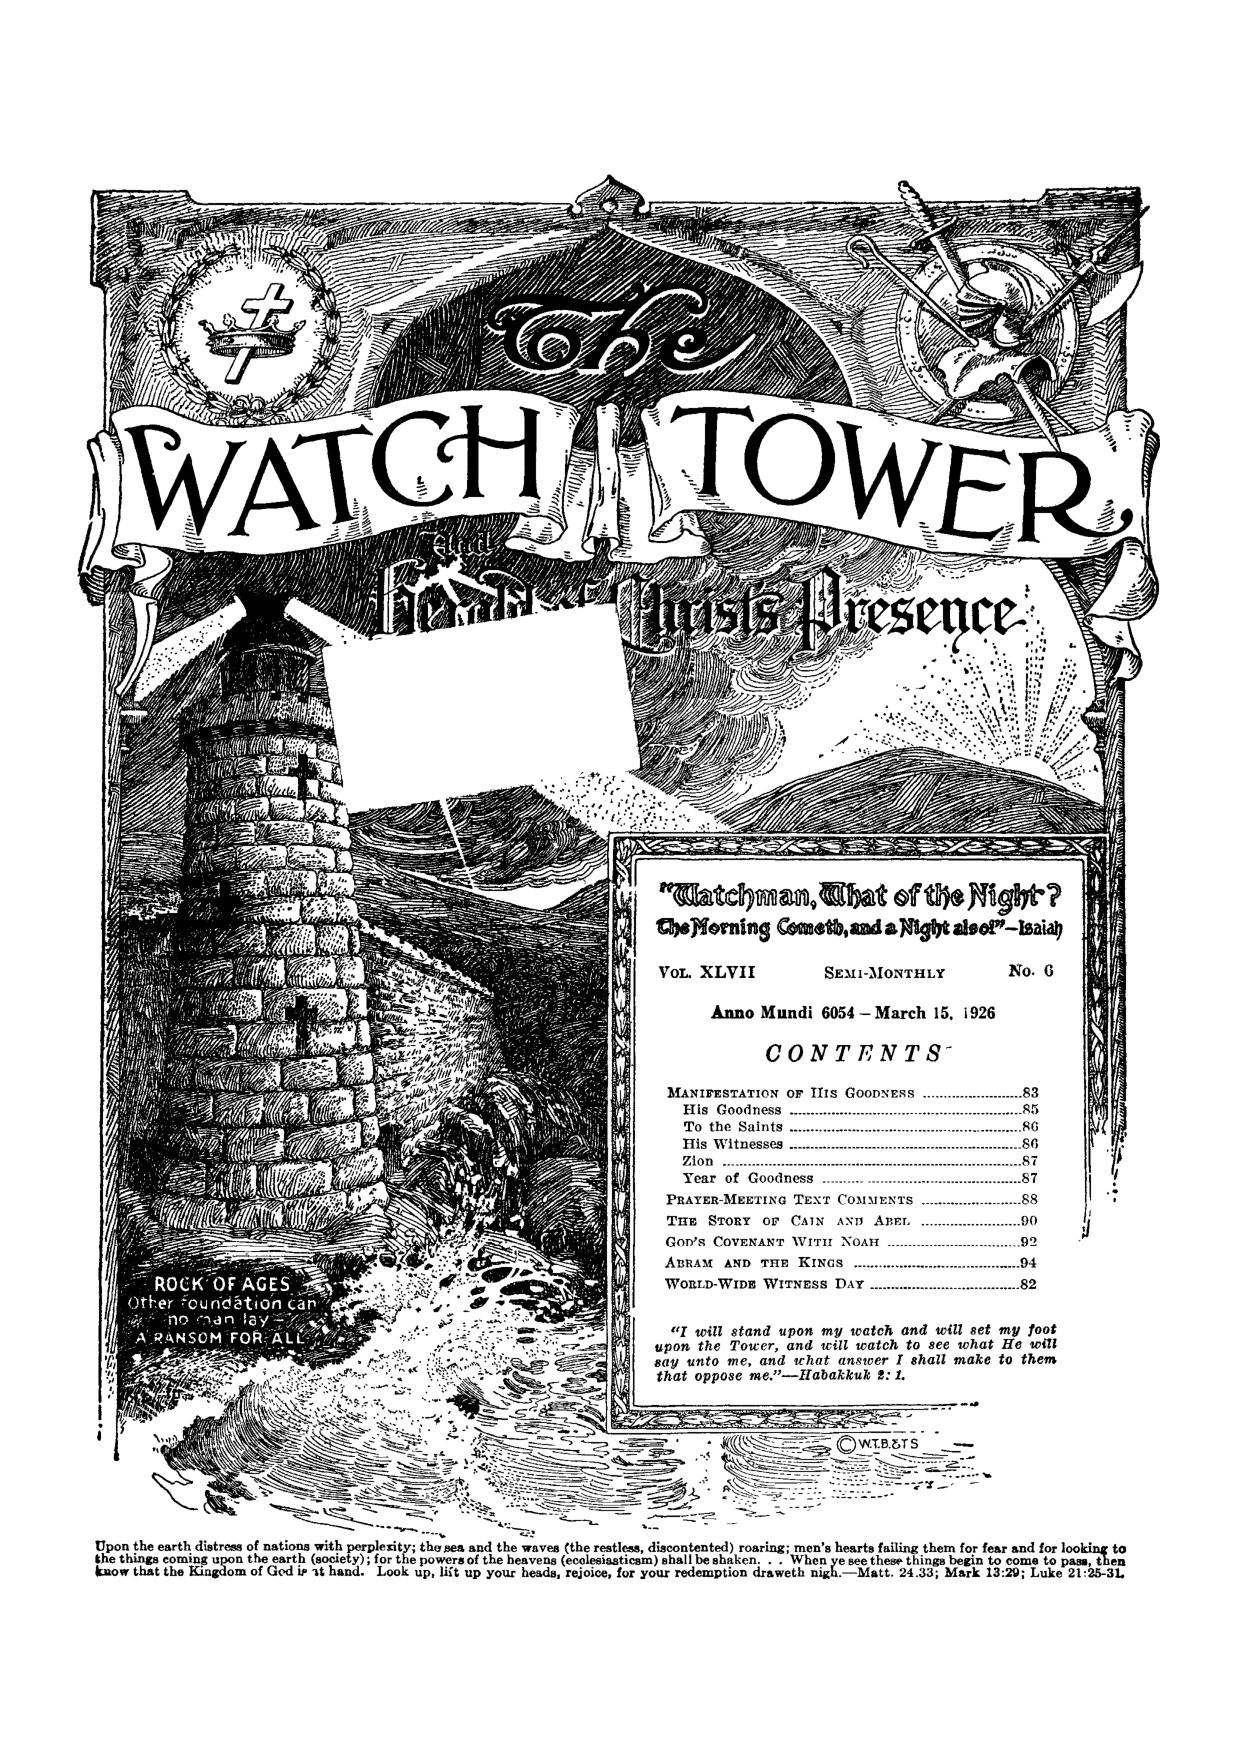 The
WATCH TOWER
And
Herald of Christ's Presence
"Watchman, What of the Night?
The Morning Cometh, and a Night also!"—Isaiah
VOL. XLVII SEMI-MONTHLY No. 6
Anno Mundi 6054 — March 15, 1926
CONTENTS
MANIFESTATION OF HIS GOODNESS 83
His Goodness 85
To the Saints 86
His Witnesses 86
Zion 87
Year of Goodness 87
PRAYER-MEETING TEXT COMMENTS 88
THE STORY OF CAIN AND ABEL 90
GOD'S COVENANT WITH NOAH 92
ABRAM AND THE KINGS 94
WORLD-WIDE WITNESS DAY 82
"I will stand upon my watch and will set my foot
upon the Tower, and will watch to see what He will
say unto me, and what answer I shall make to them
that oppose me."—Habakkuk 2:1.
ROCK OF AGES
Other foundation can
no man lay—
A RANSOM FOR ALL
©W.T.B.&T.S
Upon the earth distress of nations with perplexity; the sea and the waves (the restless, discontented) roaring; men's hearts failing them for fear and for looking to
the things coming upon the earth (society); for the powers of the heavens (ecclesiasticsm) shall be shaken. . . When ye see these things begin to come to pass, then
know that the Kingdom of God is at hand. Look up, lift up your heads, rejoice, for your redemption draweth nigh.—Matt. 24.33; Mark 13:29; Luke 21:25-31.